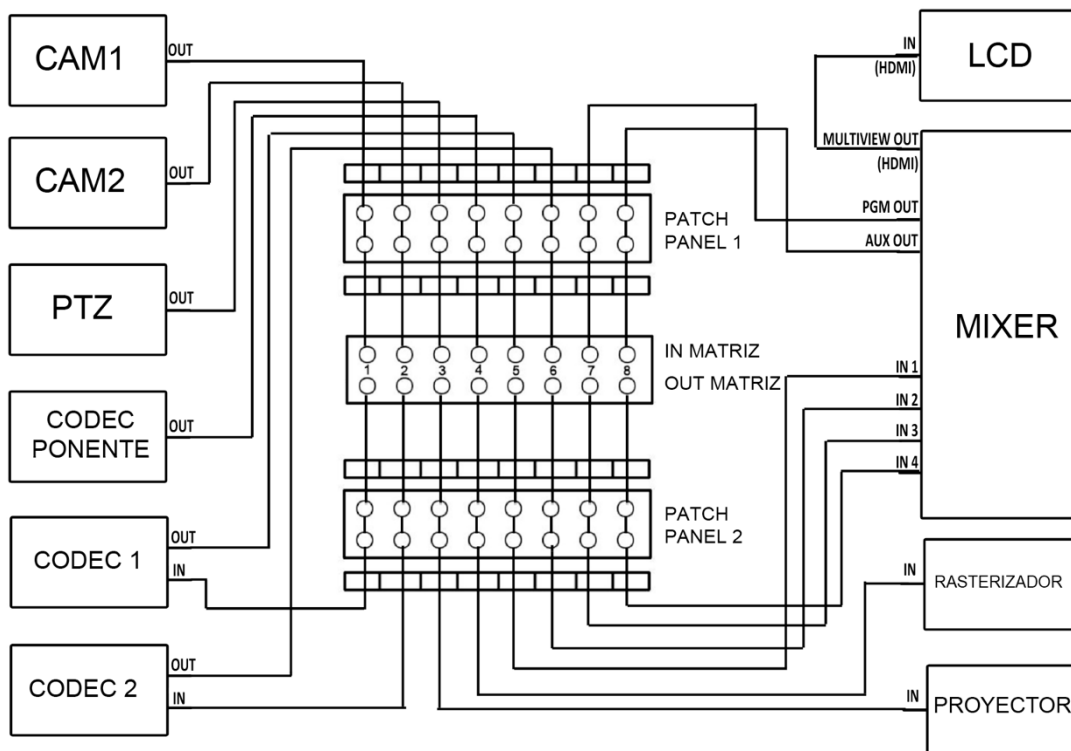 CAM1
OUT
CAM2
OUT
PTZ
OUT
CODEC
PONENTE
OUT
CODEC 1
OUT
IN
CODEC 2
OUT
IN
PATCH
PANEL 1
IN MATRIZ
1 2 3 4 5 6 7 8
OUT MATRIZ
PATCH
PANEL 2
IN
(HDMI)
LCD
MULTIVIEW OUT
(HDMI)
PGM OUT
AUX OUT
MIXER
IN 1
IN 2
IN 3
IN 4
IN
RASTERIZADOR
IN
PROYECTOR